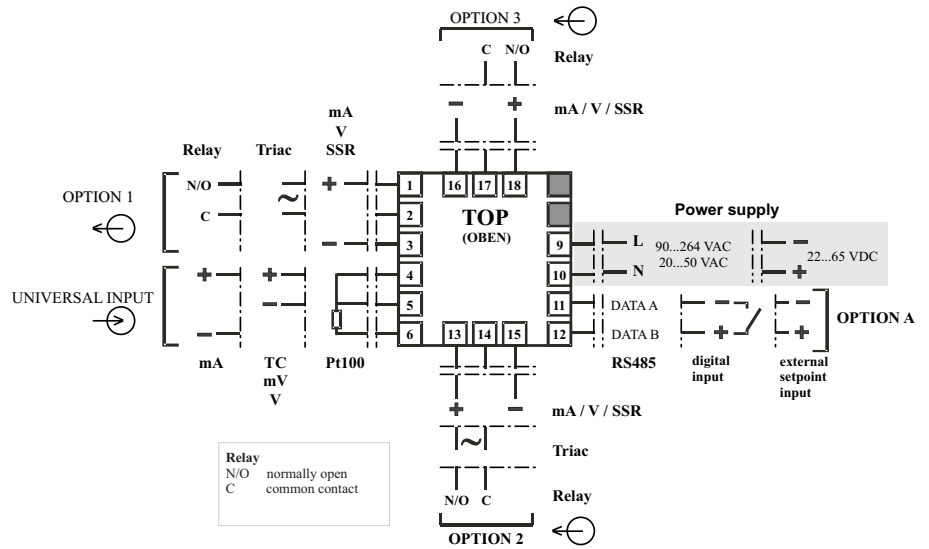 OPTION 3
C N/O
Relay
− +
mA / V / SSR
mA
V
SSR
Relay
Triac
OPTION 1
N/O
C
~
+
−
UNIVERSAL INPUT
+
−
+
−
mA
TC
mV
V
Pt100
1
2
3
4
5
6
16 17 18
TOP
(OBEN)
9
10
11
12
13 14 15
Power supply
L
N
90...264 VAC
20...50 VAC
−
+
22...65 VDC
DATA A
DATA B
RS485
−
+
digital
input
−
+
external
setpoint
input
OPTION A
+ −
mA / V / SSR
~
Triac
N/O C
Relay
OPTION 2
Relay
N/O normally open
C common contact